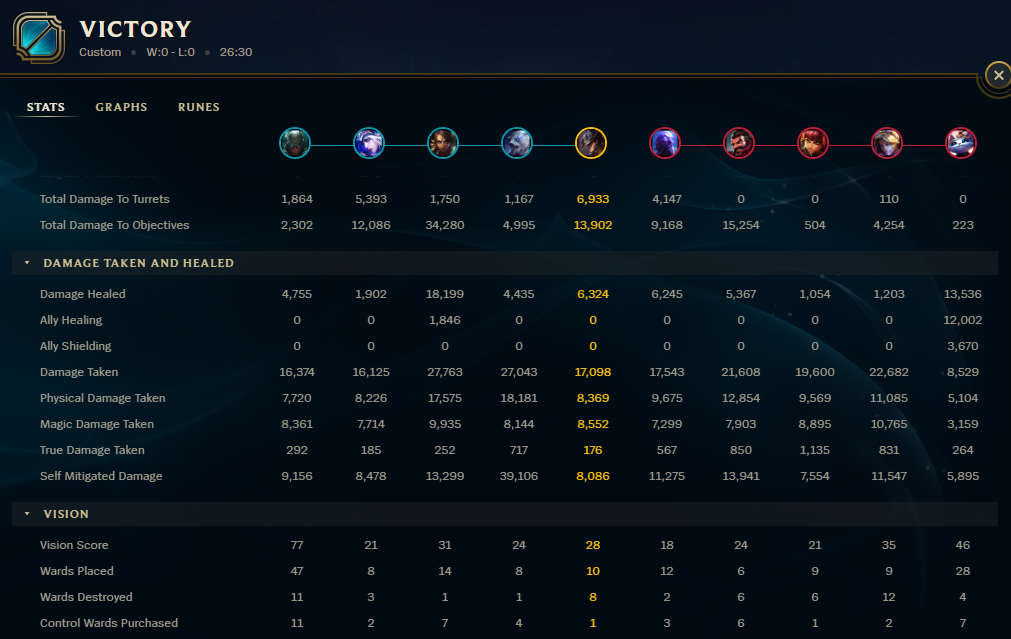 VICTORY
Custom • W:0 - L:0 • 26:30
STATS GRAPHS RUNES
Total Damage To Turrets 1,864 5,393 1,750 1,167 6,933 4,147 0 0 110 0
Total Damage To Objectives 2,302 12,086 34,280 4,995 13,902 9,168 15,254 504 4,254 223
DAMAGE TAKEN AND HEALED
Damage Healed 4,755 1,902 18,199 4,435 6,324 6,245 5,367 1,054 1,203 13,536
Ally Healing 0 0 1,846 0 0 0 0 0 0 12,002
Ally Shielding 0 0 0 0 0 0 0 0 0 3,670
Damage Taken 16,374 16,125 27,763 27,043 17,098 17,543 21,608 19,600 22,682 8,529
Physical Damage Taken 7,720 8,226 17,575 18,181 8,369 9,675 12,854 9,569 11,085 5,104
Magic Damage Taken 8,361 7,714 9,935 8,144 8,552 7,299 7,903 8,895 10,765 3,159
True Damage Taken 292 185 252 717 176 567 850 1,135 831 264
Self Mitigated Damage 9,156 8,478 13,299 39,106 8,086 11,275 13,941 7,554 11,547 5,895
VISION
Vision Score 77 21 31 24 28 18 24 21 35 46
Wards Placed 47 8 14 8 10 12 6 9 9 28
Wards Destroyed 11 3 1 1 8 2 6 6 12 4
Control Wards Purchased 11 2 7 4 1 3 6 1 2 7